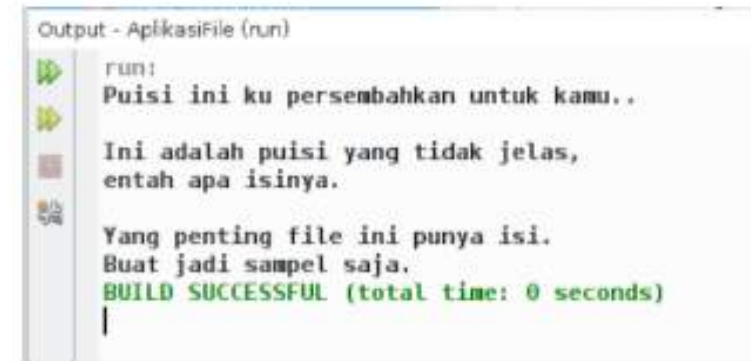 Output - AplikasiFile (run)
run:
Puisi ini ku persembahkan untuk kamu..
Ini adalah puisi yang tidak jelas,
entah apa isinya.
Yang penting file ini punya isi.
Buat jadi sampel saja.
BUILD SUCCESSFUL (total time: 0 seconds)